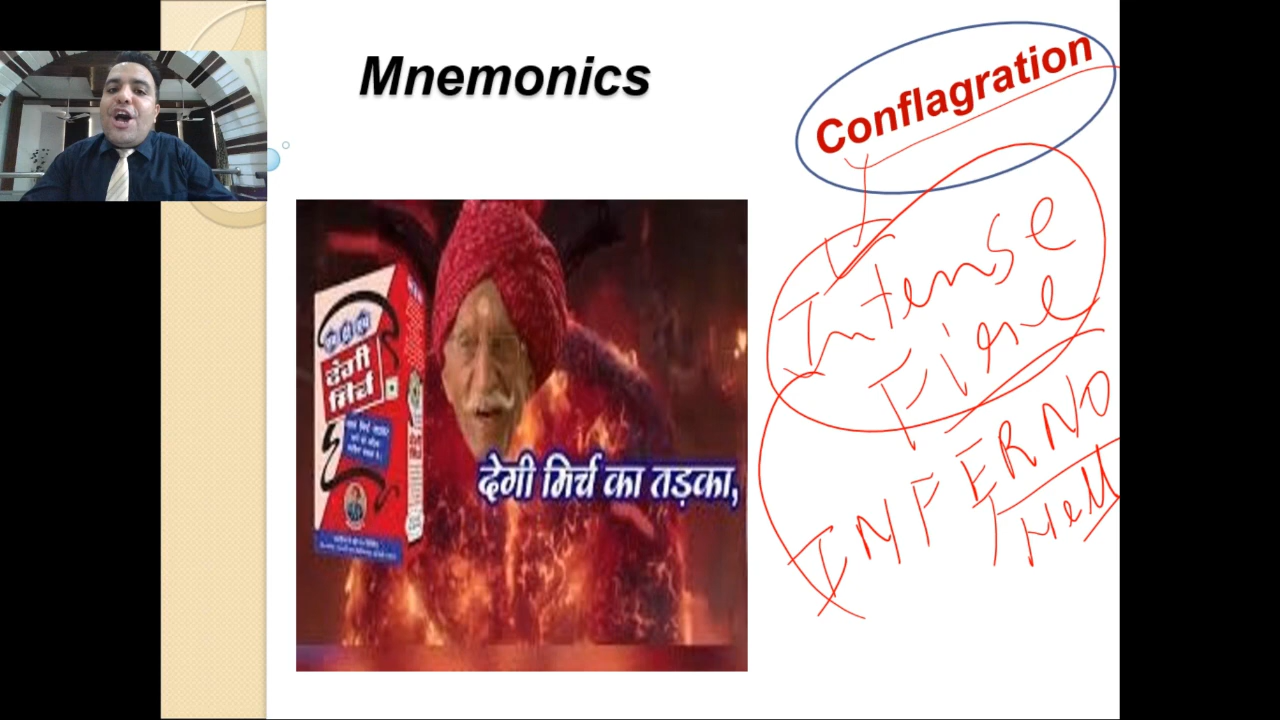 Mnemonics
Conflagration
Intense
Fire
INFERNO
Hell
देगी
मिर्च
देगी मिर्च का तड़का,